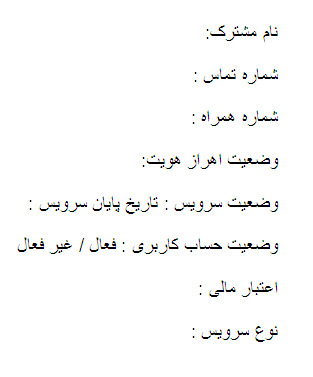 نام مشترک:
شماره تماس :
شماره همراه :
وضعیت اهراز هویت:
وضعیت سرویس : تاریخ پایان سرویس :
وضعیت حساب کاربری : فعال / غیر فعال
اعتبار مالی :
نوع سرویس :